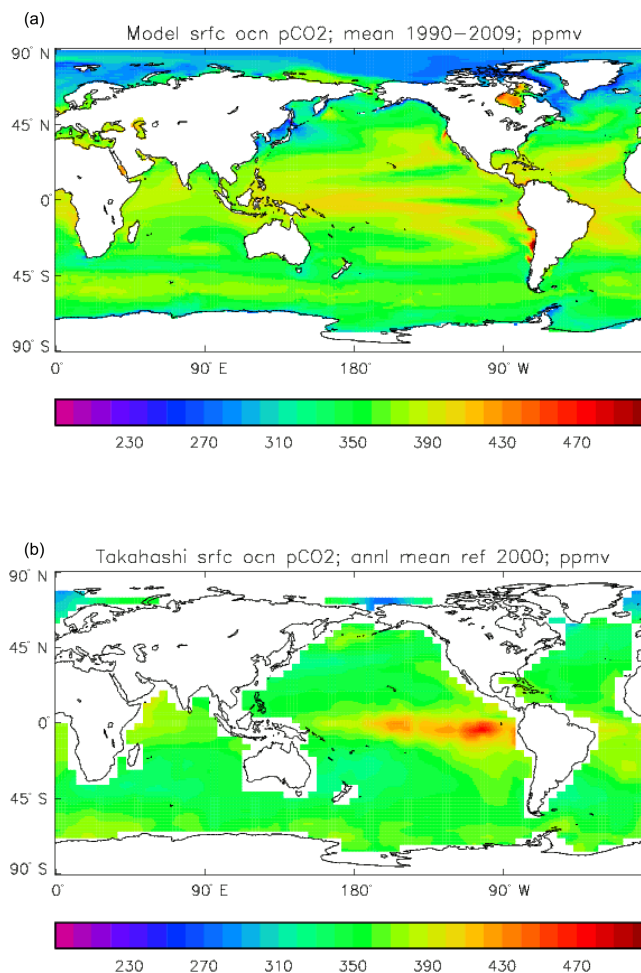 (a)
Model srfc ocn pCO2; mean 1990−2009; ppmv
90° N
45° N
0°
45° S
90° S
0° 90° E 180° 90° W
230 270 310 350 390 430 470
(b)
Takahashi srfc ocn pCO2; annl mean ref 2000; ppmv
90° N
45° N
0°
45° S
90° S
0° 90° E 180° 90° W
230 270 310 350 390 430 470